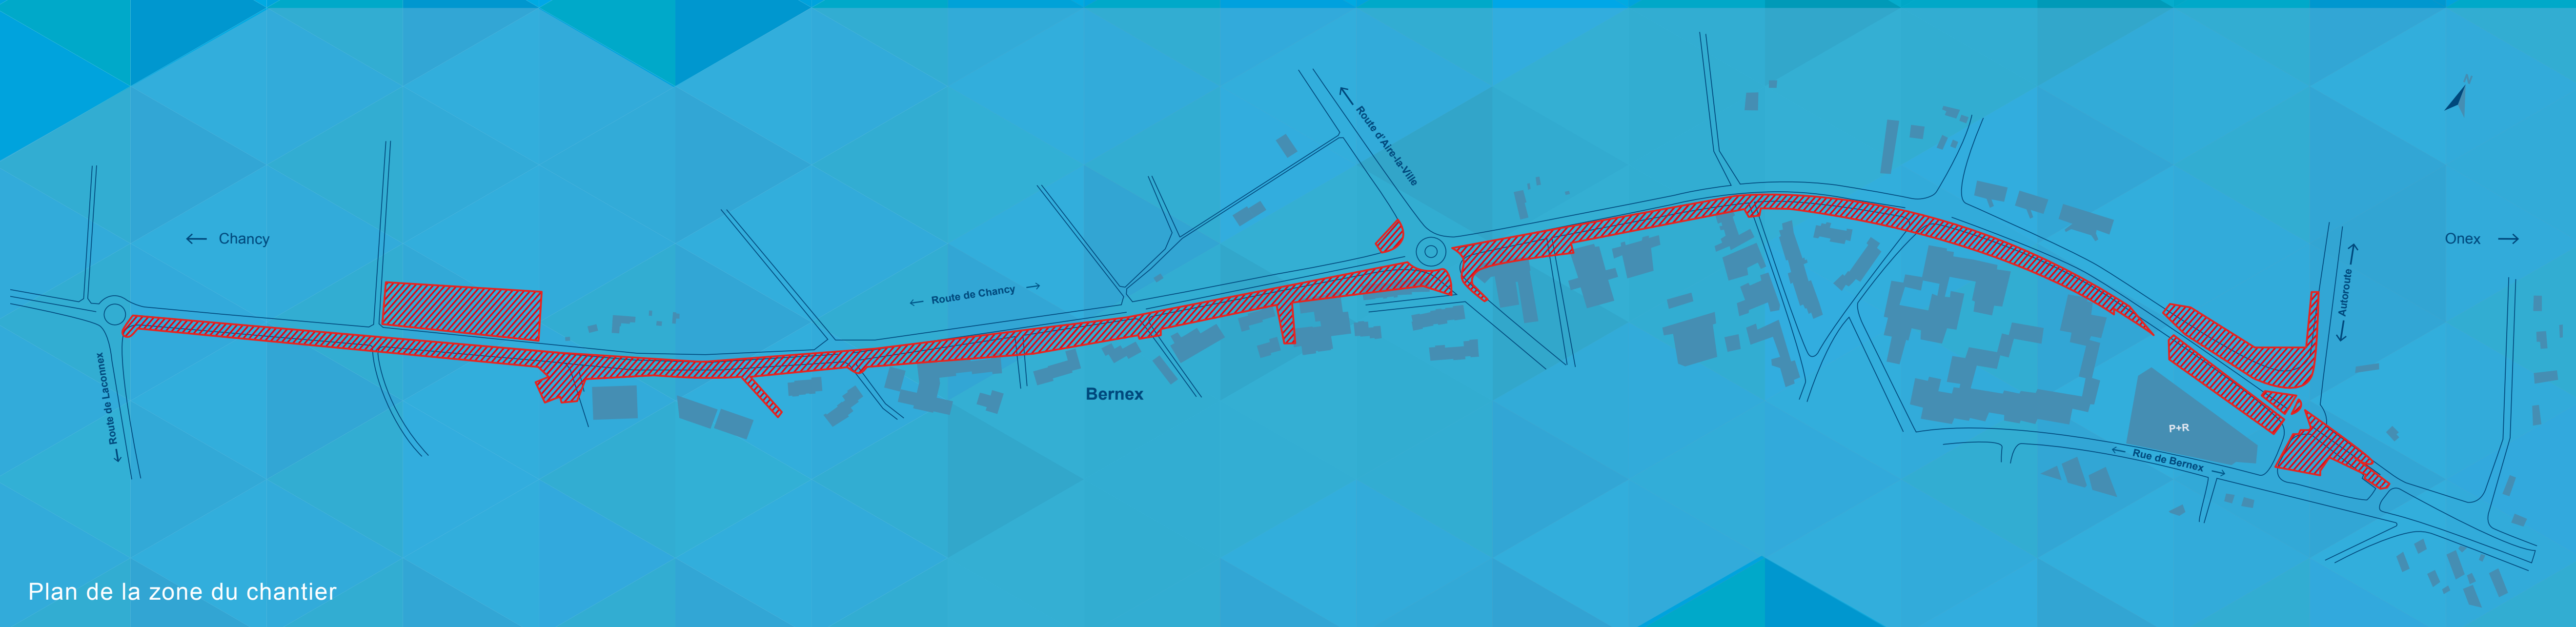 N
Route d'Aire-la-Ville
← Chancy
Onex →
Autoroute
← Route de Chancy →
Route de Laconnex
Bernex
P+R
← Rue de Bernex →
Plan de la zone du chantier